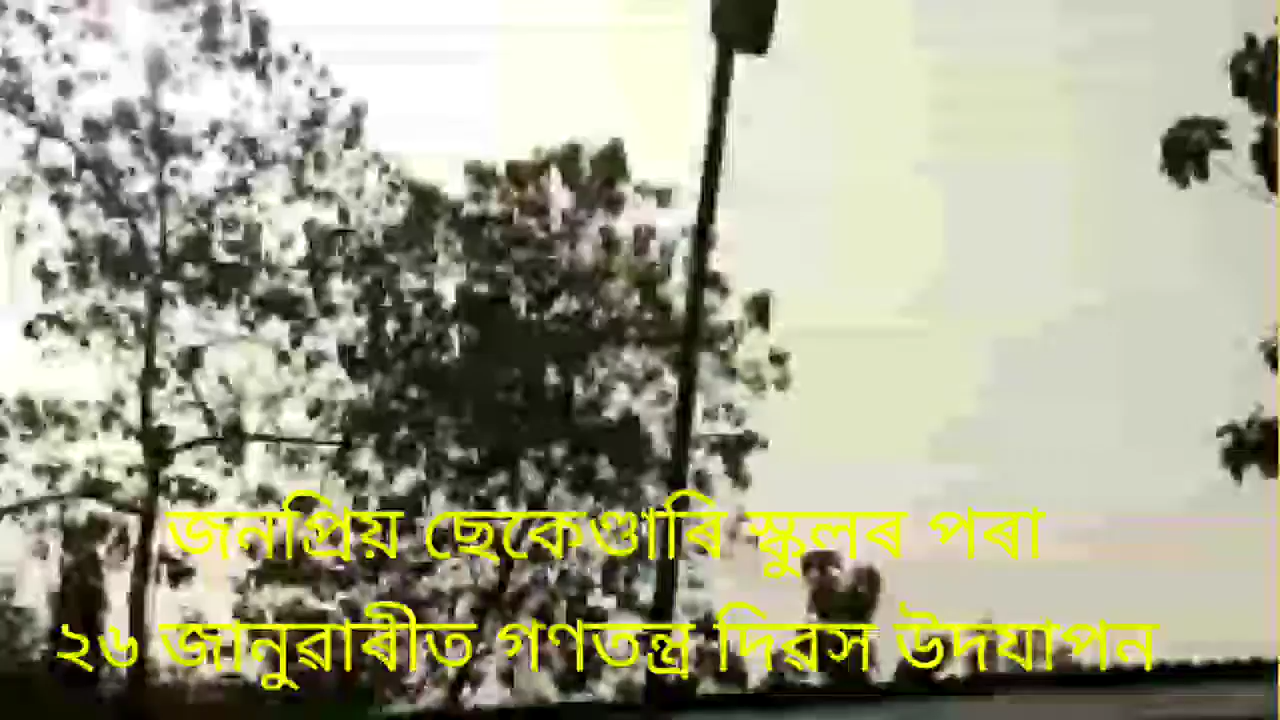 জনপ্ৰিয় ছেকেণ্ডাৰি স্কুলৰ পৰা
২৬ জানুৱাৰীত গণতন্ত্ৰ দিৱস উদযাপন